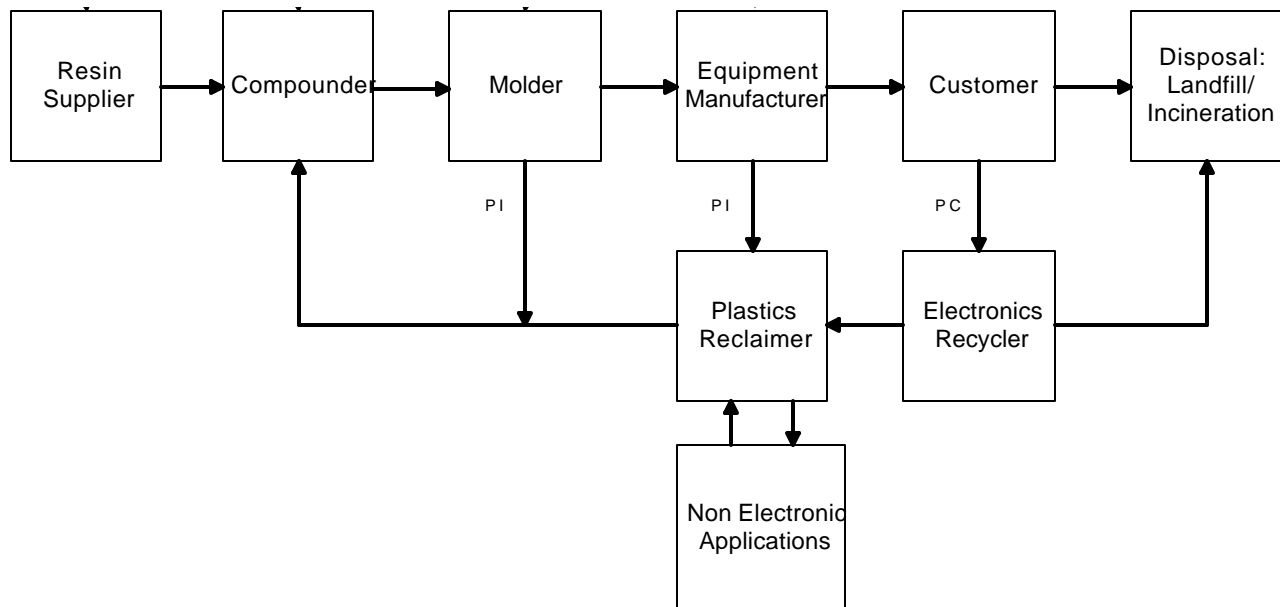 Resin
Supplier
Compounder
Molder
Equipment
Manufacturer
Customer
Disposal:
Landfill/
Incineration
PI
PI
PC
Plastics
Reclaimer
Electronics
Recycler
Non Electronic
Applications